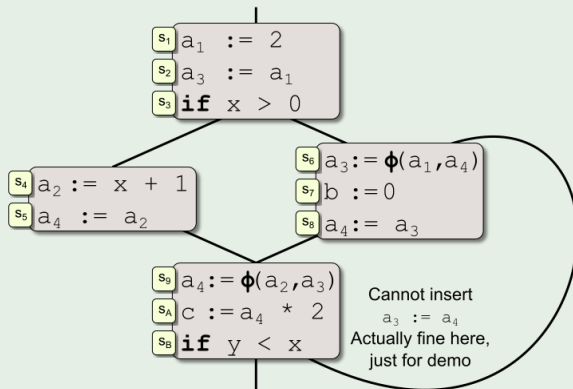 S₁ a₁ := 2
S₂ a₃ := a₁
S₃ if x > 0
S₄ a₂ := x + 1
S₅ a₄ := a₂
S₆ a₃:= ϕ(a₁,a₄)
S₇ b :=0
S₈ a₄:= a₃
S₉ a₄:= ϕ(a₂,a₃)
Sᴀ c :=a₄ * 2
Sʙ if y < x
Cannot insert
a₃ := a₄
Actually fine here,
just for demo